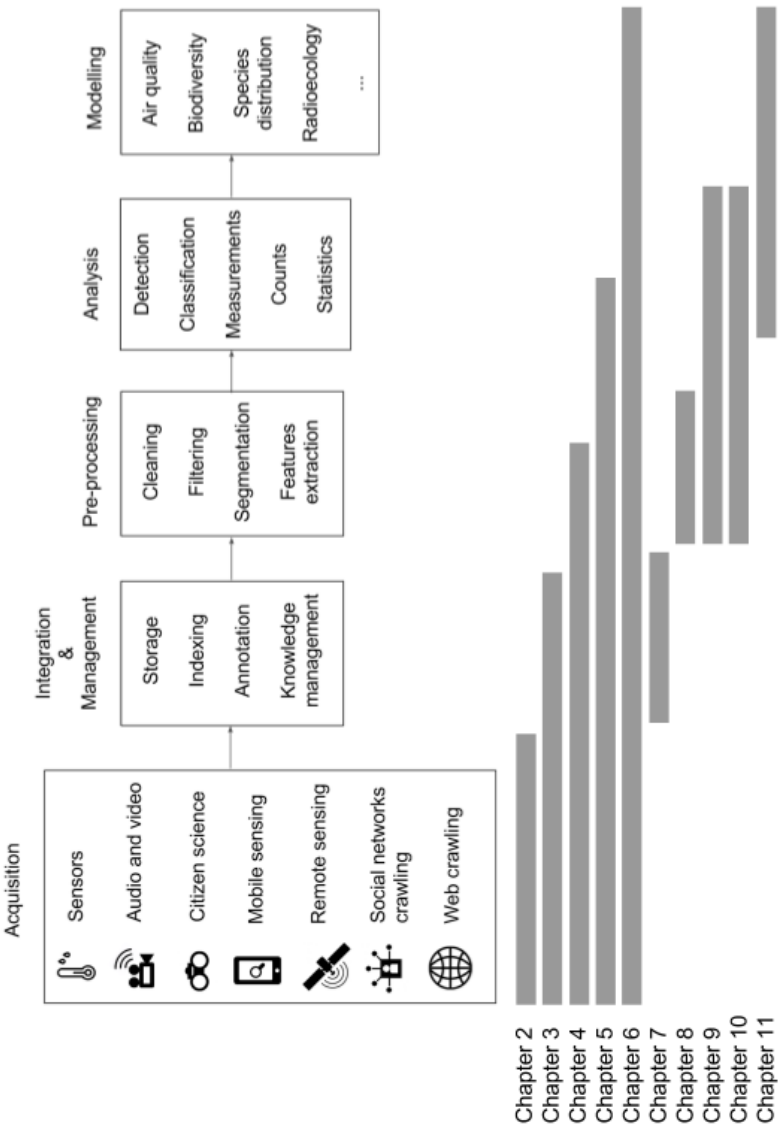 Acquisition
Sensors
Audio and video
Citizen science
Mobile sensing
Remote sensing
Social networks
crawling
Web crawling
Integration
&
Management
Storage
Indexing
Annotation
Knowledge
management
Pre-processing
Cleaning
Filtering
Segmentation
Features
extraction
Analysis
Detection
Classification
Measurements
Counts
Statistics
Modelling
Air quality
Biodiversity
Species
distribution
Radioecology
...
Chapter 2
Chapter 3
Chapter 4
Chapter 5
Chapter 6
Chapter 7
Chapter 8
Chapter 9
Chapter 10
Chapter 11